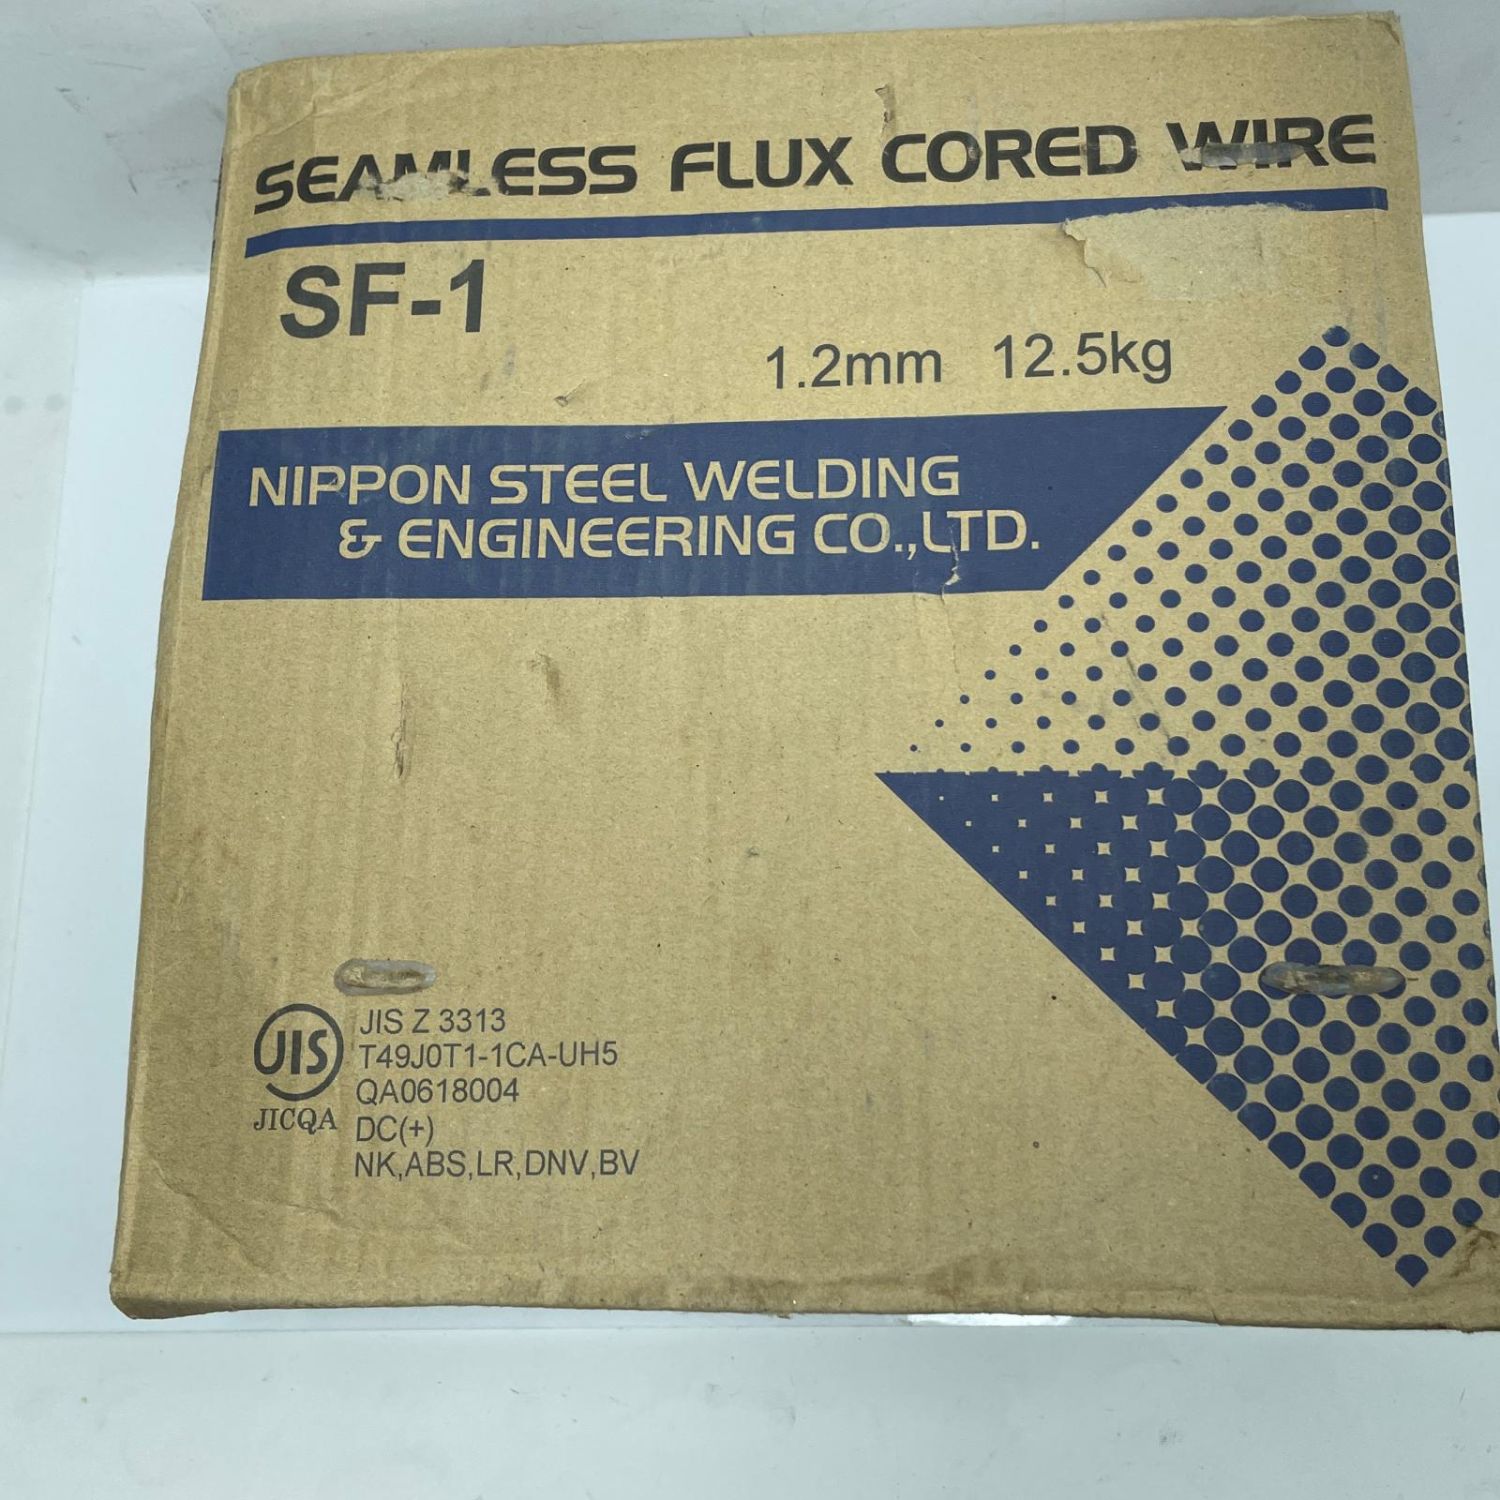 SEAMLESS FLUX CORED WIRE
SF-1
1.2mm 12.5kg
NIPPON STEEL WELDING
& ENGINEERING CO.,LTD.
JIS
JICQA
JIS Z 3313
T49J0T1-1CA-UH5
QA0618004
DC(+)
NK,ABS,LR,DNV,BV